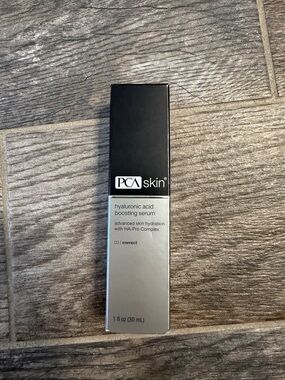 PCA skin®
hyaluronic acid
boosting serum
advanced skin hydration
with HA-Pro Complex
03 | correct
1 fl oz (30 mL)